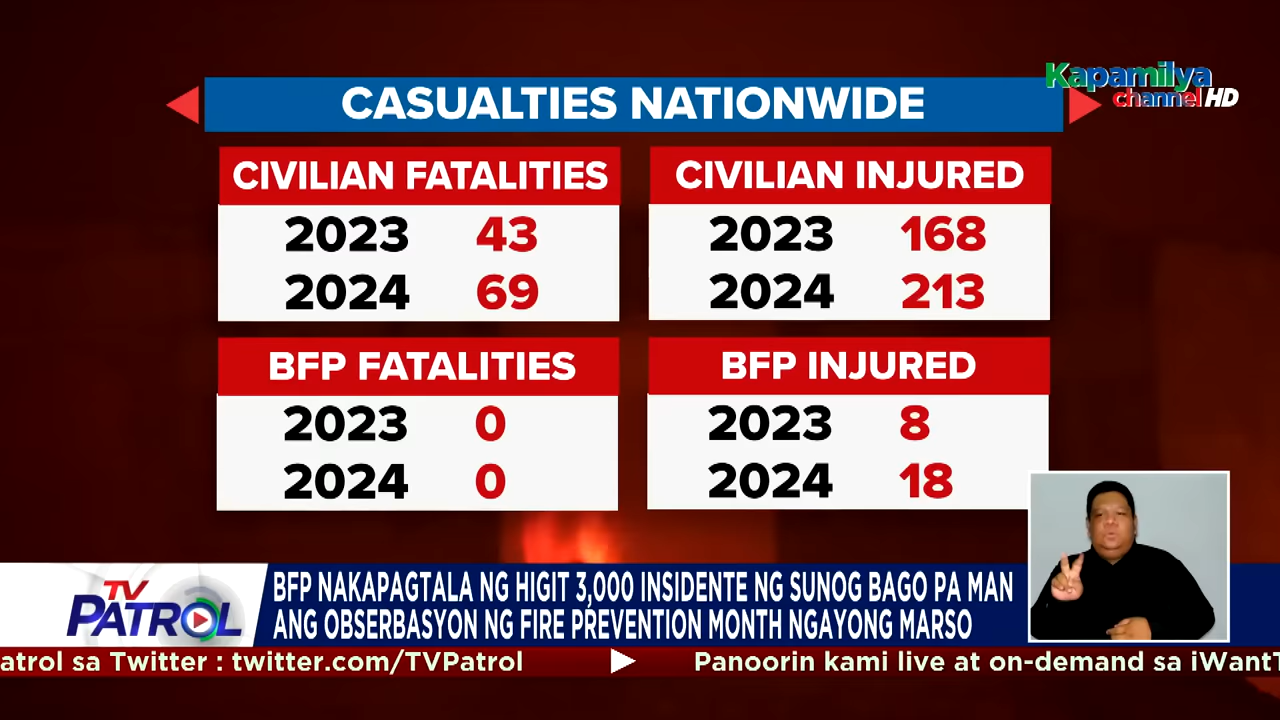 Kapamilya
channel HD
CASUALTIES NATIONWIDE
CIVILIAN FATALITIES
2023 43
2024 69
CIVILIAN INJURED
2023 168
2024 213
BFP FATALITIES
2023 0
2024 0
BFP INJURED
2023 8
2024 18
TV
PATROL
BFP NAKAPAGTALA NG HIGIT 3,000 INSIDENTE NG SUNOG BAGO PA MAN
ANG OBSERBASYON NG FIRE PREVENTION MONTH NGAYONG MARSO
atrol sa Twitter : twitter.com/TVPatrol Panoorin kami live at on-demand sa iWantT